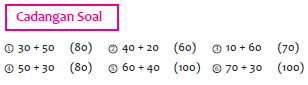 Cadangan Soal
① 30 + 50 (80) ② 40 + 20 (60) ③ 10 + 60 (70)
④ 50 + 30 (80) ⑤ 60 + 40 (100) ⑥ 70 + 30 (100)